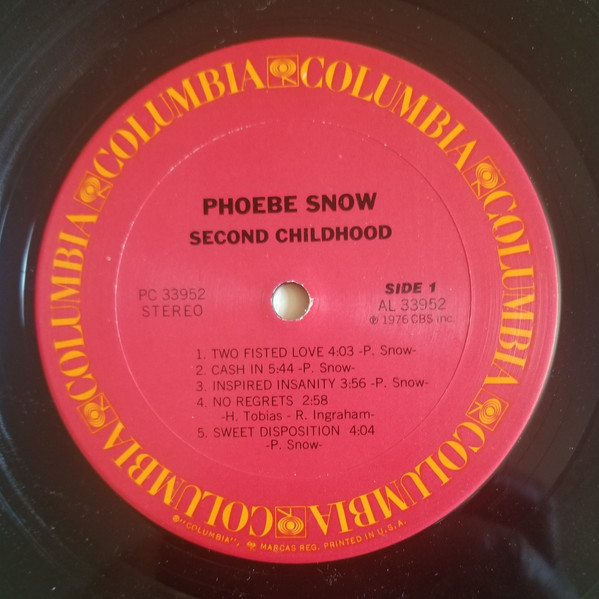 COLUMBIA COLUMBIA COLUMBIA COLUMBIA COLUMBIA COLUMBIA COLUMBIA
PHOEBE SNOW
SECOND CHILDHOOD
PC 33952
STEREO
SIDE 1
AL 33952
℗ 1976 CBS Inc.
1. TWO FISTED LOVE 4:03 -P. Snow-
2. CASH IN 5:44 -P. Snow-
3. INSPIRED INSANITY 3:56 -P. Snow-
4. NO REGRETS 2:58
-H. Tobias - R. Ingraham-
5. SWEET DISPOSITION 4:04
-P. Snow-
®"COLUMBIA", MARCAS REG. PRINTED IN U.S.A.